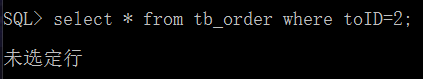 SQL> select * from tb_order where toID=2;
未选定行